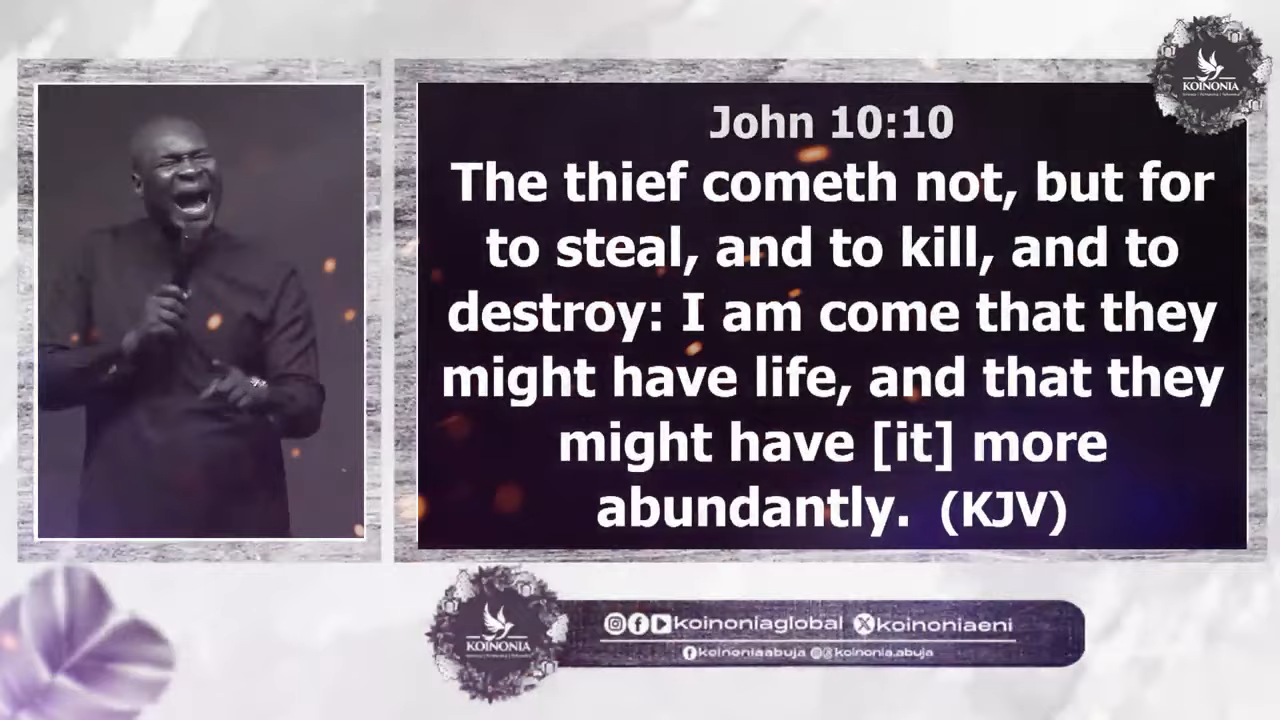 KOINONIA
John 10:10
The thief cometh not, but for
to steal, and to kill, and to
destroy: I am come that they
might have life, and that they
might have [it] more
abundantly. (KJV)
KOINONIA
koinoniaglobal koinoniaeni
koinoniaabuja koinonia.abuja